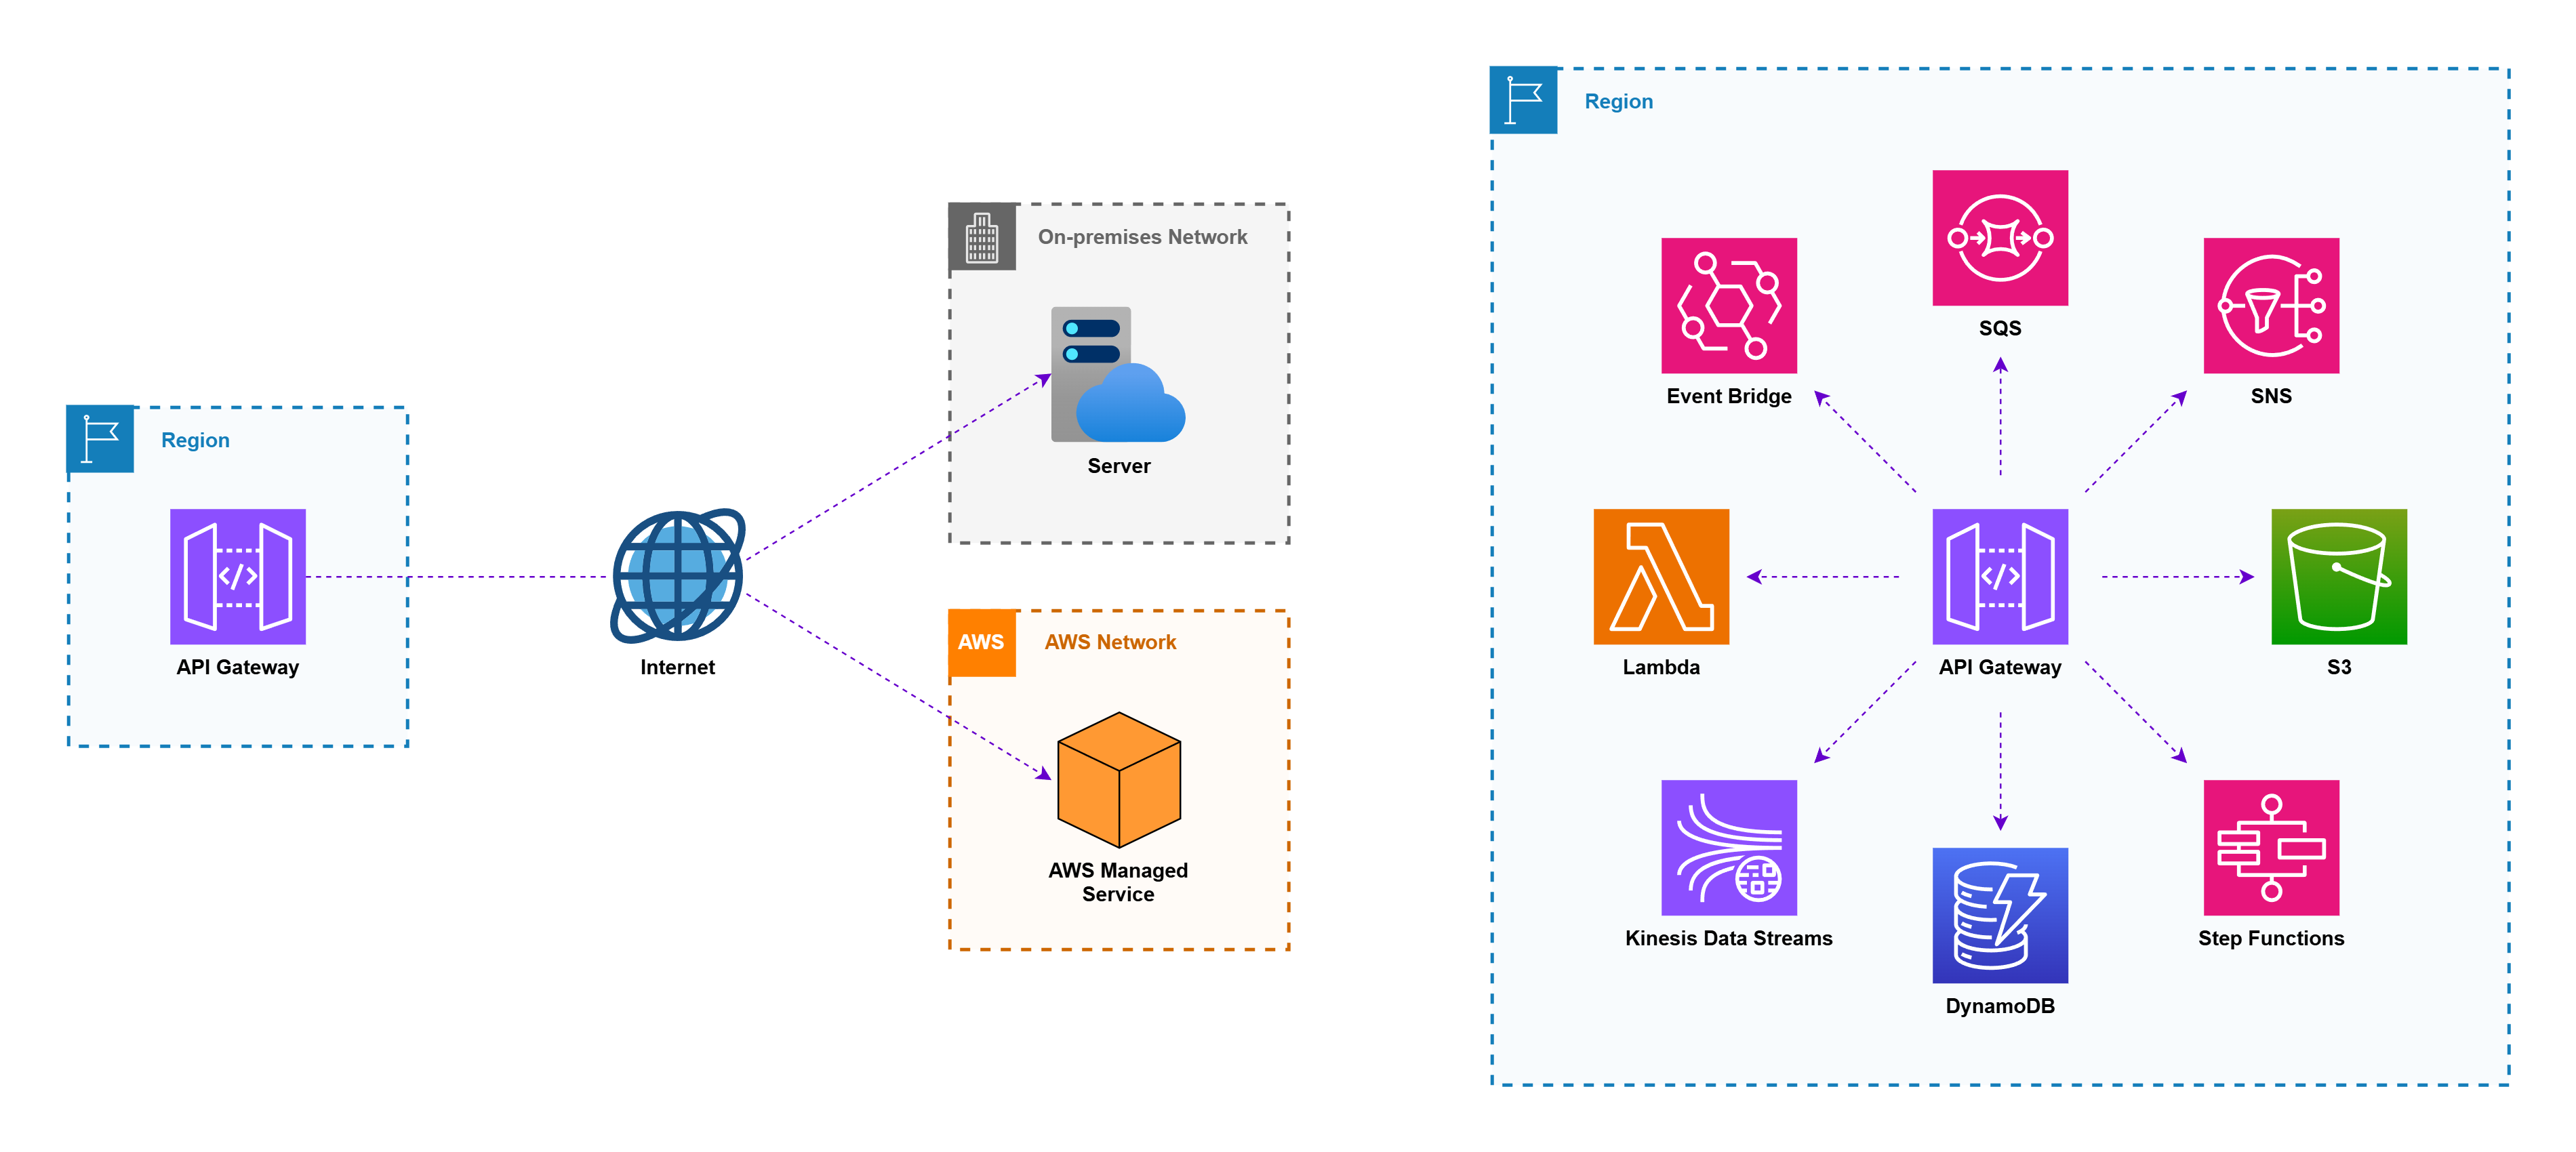 Region
API Gateway
Internet
On-premises Network
Server
AWS
AWS Network
AWS Managed
Service
Region
SQS
Event Bridge
SNS
Lambda
API Gateway
S3
Kinesis Data Streams
Step Functions
DynamoDB